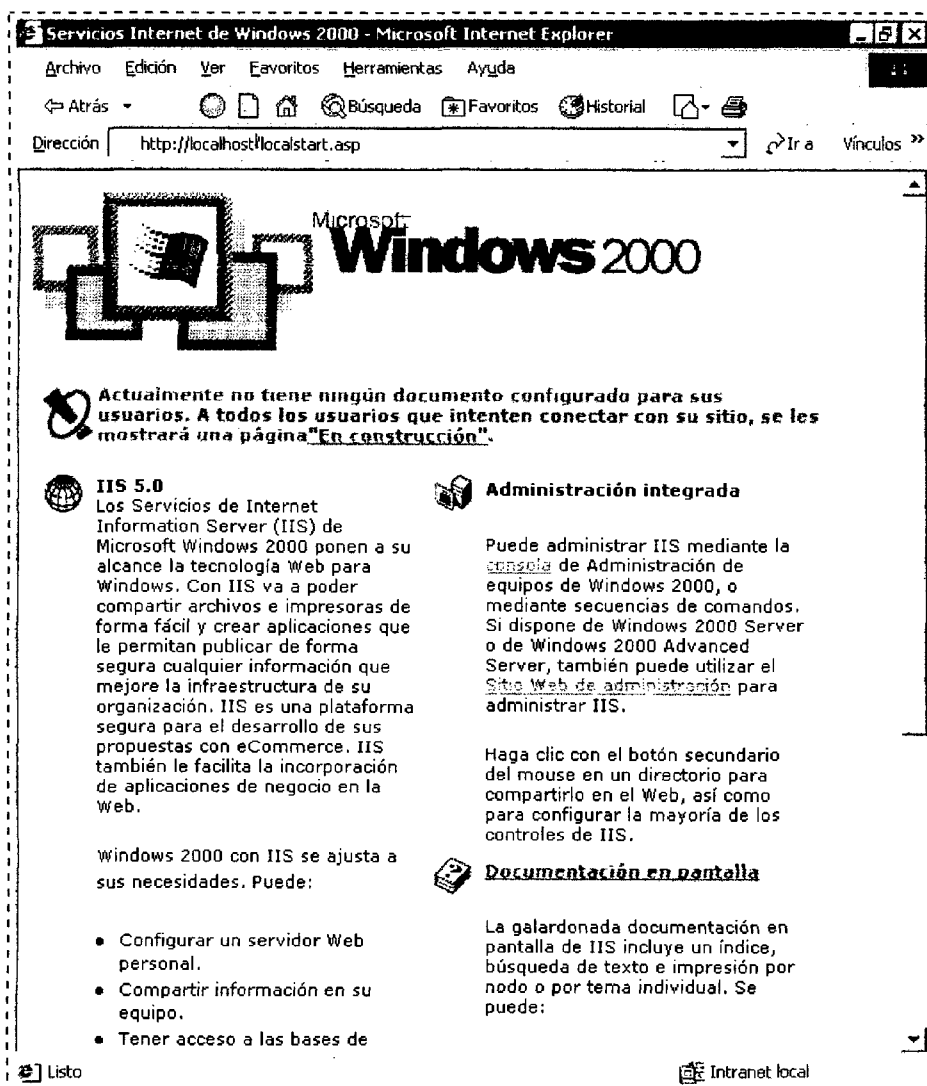 Servicios Internet de Windows 2000 - Microsoft Internet Explorer
Archivo Edición Ver Favoritos Herramientas Ayuda
Atrás Búsqueda Favoritos Historial
Dirección http://localhost/localstart.asp Ir a Vínculos »
Microsoft
Windows 2000
Actualmente no tiene ningún documento configurado para sus
usuarios. A todos los usuarios que intenten conectar con su sitio, se les
mostrará una página "En construcción".
IIS 5.0
Los Servicios de Internet
Information Server (IIS) de
Microsoft Windows 2000 ponen a su
alcance la tecnología Web para
Windows. Con IIS va a poder
compartir archivos e impresoras de
forma fácil y crear aplicaciones que
le permitan publicar de forma
segura cualquier información que
mejore la infraestructura de su
organización. IIS es una plataforma
segura para el desarrollo de sus
propuestas con eCommerce. IIS
también le facilita la incorporación
de aplicaciones de negocio en la
Web.
Windows 2000 con IIS se ajusta a
sus necesidades. Puede:
• Configurar un servidor Web
personal.
• Compartir información en su
equipo.
• Tener acceso a las bases de
Administración integrada
Puede administrar IIS mediante la
consola de Administración de
equipos de Windows 2000, o
mediante secuencias de comandos.
Si dispone de Windows 2000 Server
o de Windows 2000 Advanced
Server, también puede utilizar el
Sitio Web de administración para
administrar IIS.
Haga clic con el botón secundario
del mouse en un directorio para
compartirlo en el Web, así como
para configurar la mayoría de los
controles de IIS.
Documentación en pantalla
La galardonada documentación en
pantalla de IIS incluye un índice,
búsqueda de texto e impresión por
nodo o por tema individual. Se
puede:
Listo Intranet local